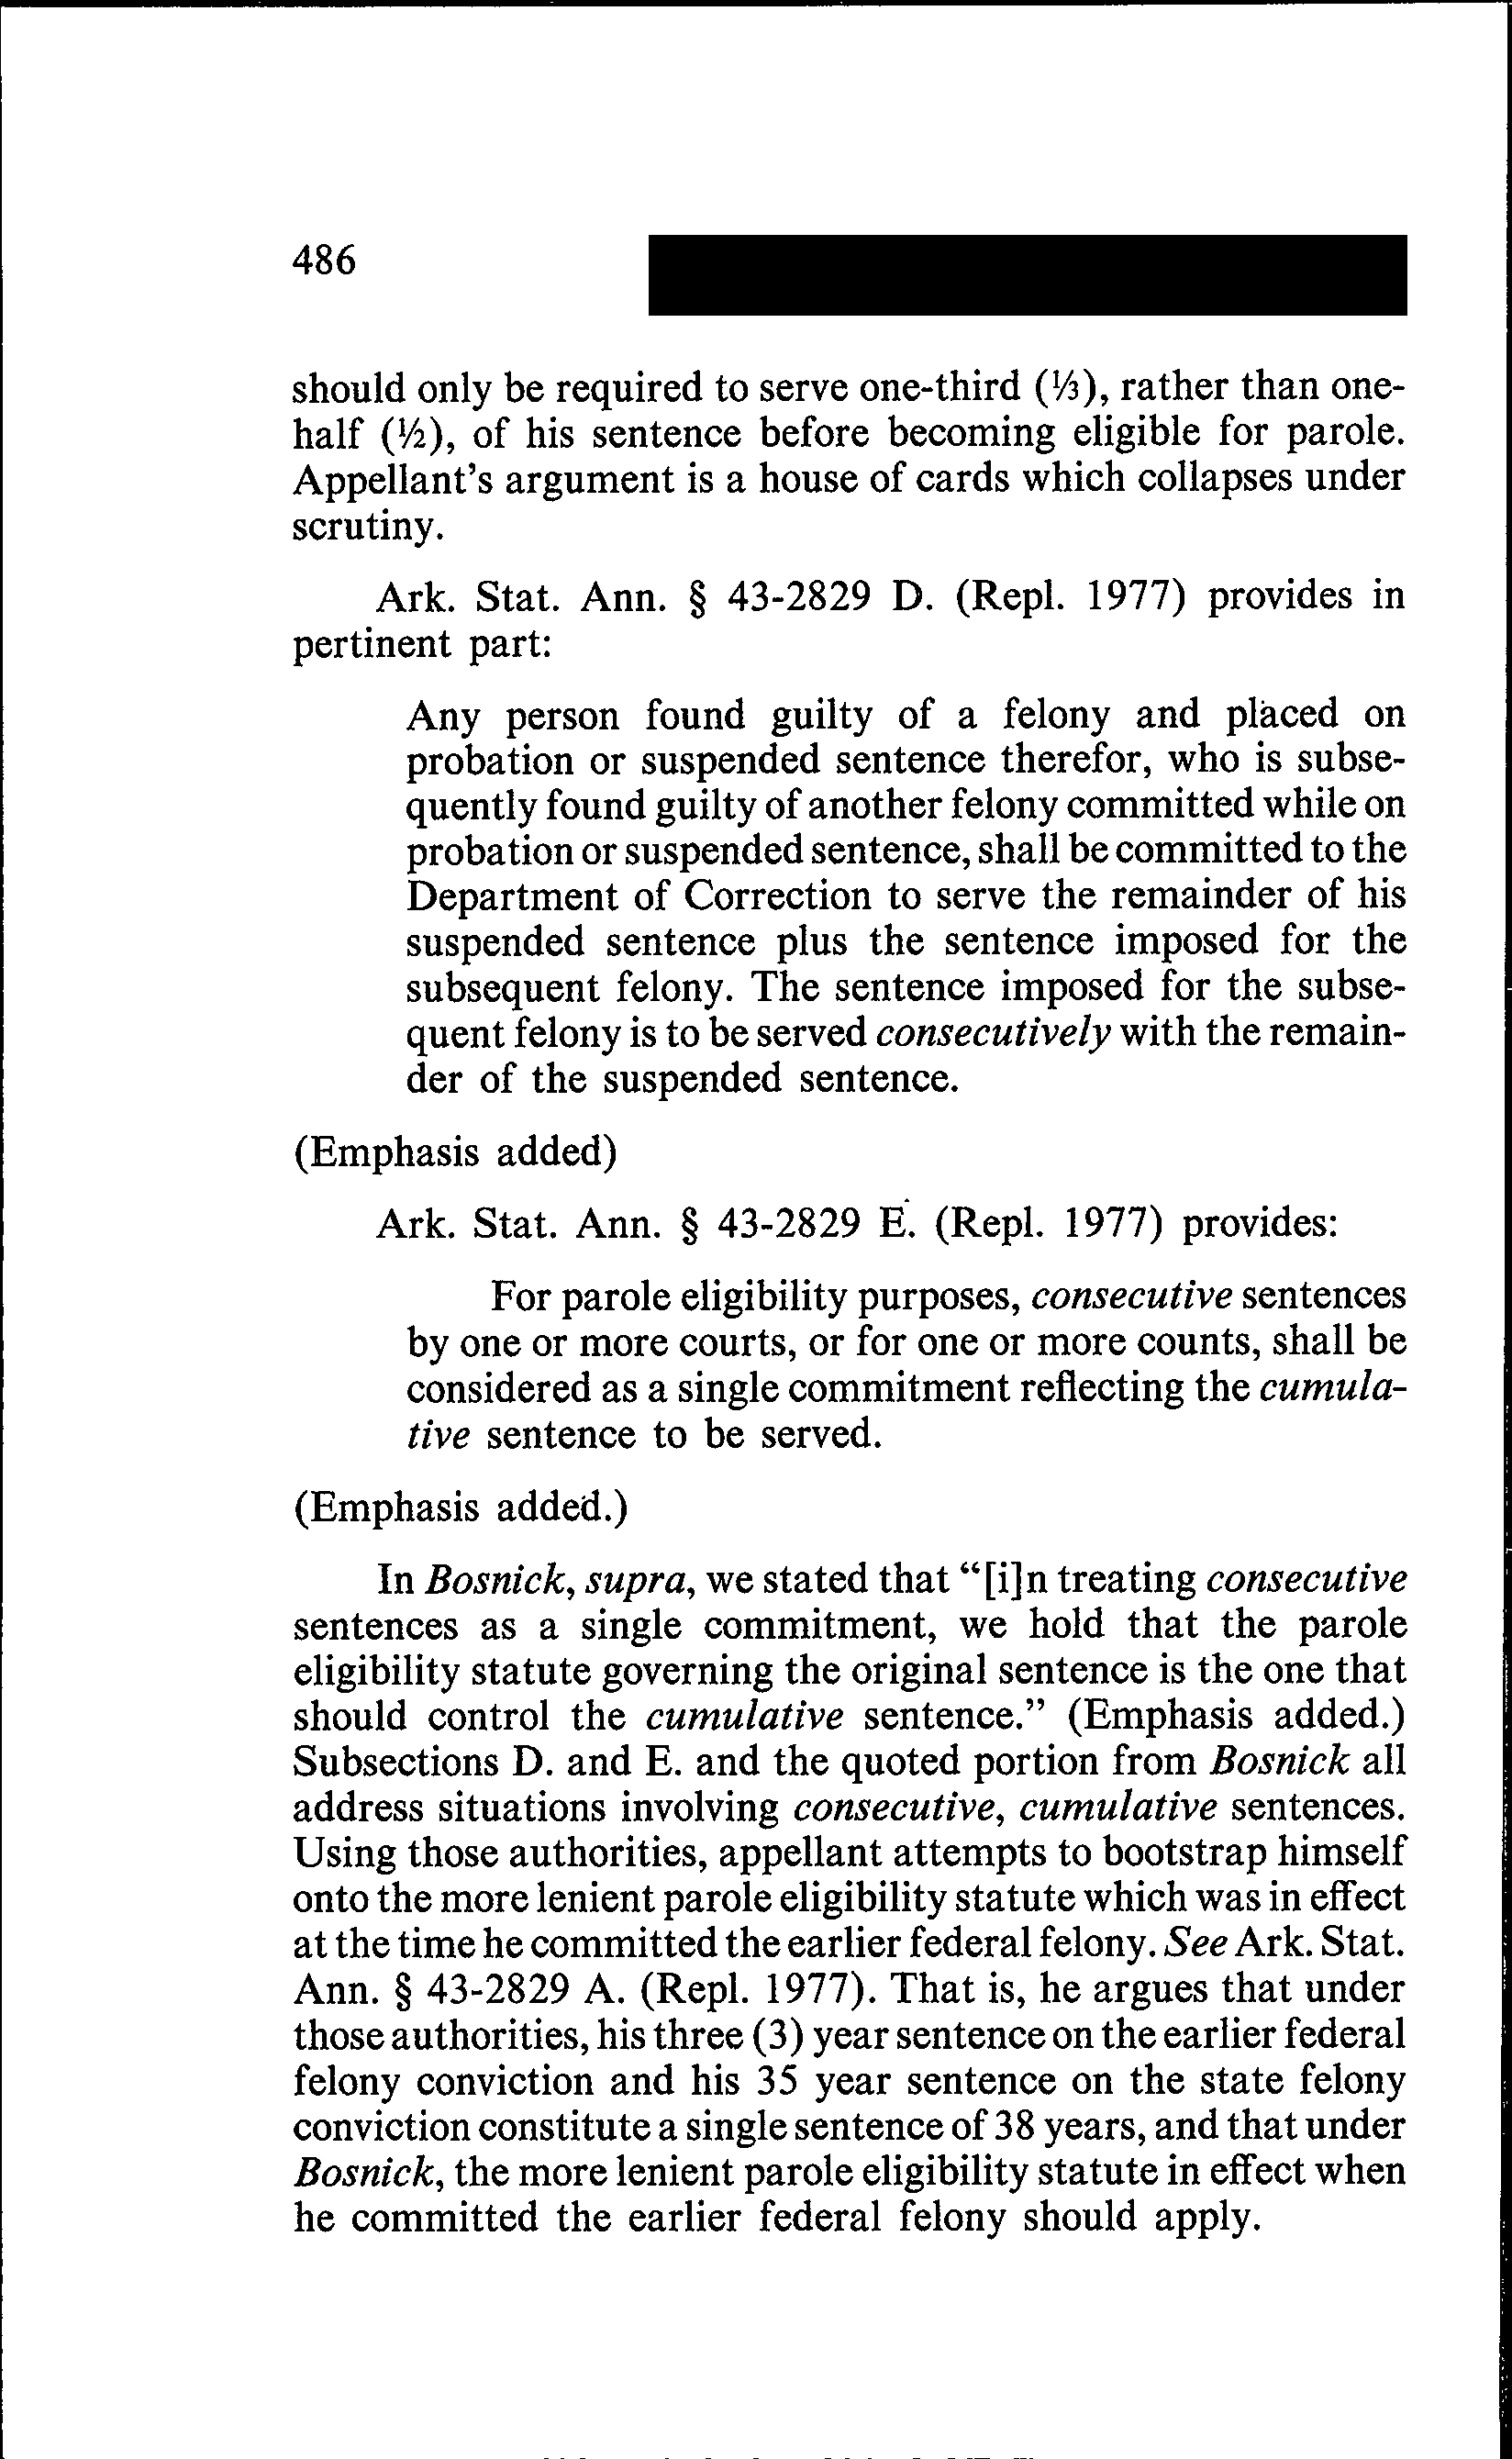 486
should only be required to serve one-third (⅓), rather than one-
half (½), of his sentence before becoming eligible for parole.
Appellant's argument is a house of cards which collapses under
scrutiny.
Ark. Stat. Ann. § 43-2829 D. (Repl. 1977) provides in
pertinent part:
Any person found guilty of a felony and placed on
probation or suspended sentence therefor, who is subse-
quently found guilty of another felony committed while on
probation or suspended sentence, shall be committed to the
Department of Correction to serve the remainder of his
suspended sentence plus the sentence imposed for the
subsequent felony. The sentence imposed for the subse-
quent felony is to be served consecutively with the remain-
der of the suspended sentence.
(Emphasis added)
Ark. Stat. Ann. § 43-2829 E. (Repl. 1977) provides:
For parole eligibility purposes, consecutive sentences
by one or more courts, or for one or more counts, shall be
considered as a single commitment reflecting the cumula-
tive sentence to be served.
(Emphasis added.)
In Bosnick, supra, we stated that "[i]n treating consecutive
sentences as a single commitment, we hold that the parole
eligibility statute governing the original sentence is the one that
should control the cumulative sentence." (Emphasis added.)
Subsections D. and E. and the quoted portion from Bosnick all
address situations involving consecutive, cumulative sentences.
Using those authorities, appellant attempts to bootstrap himself
onto the more lenient parole eligibility statute which was in effect
at the time he committed the earlier federal felony. See Ark. Stat.
Ann. § 43-2829 A. (Repl. 1977). That is, he argues that under
those authorities, his three (3) year sentence on the earlier federal
felony conviction and his 35 year sentence on the state felony
conviction constitute a single sentence of 38 years, and that under
Bosnick, the more lenient parole eligibility statute in effect when
he committed the earlier federal felony should apply.